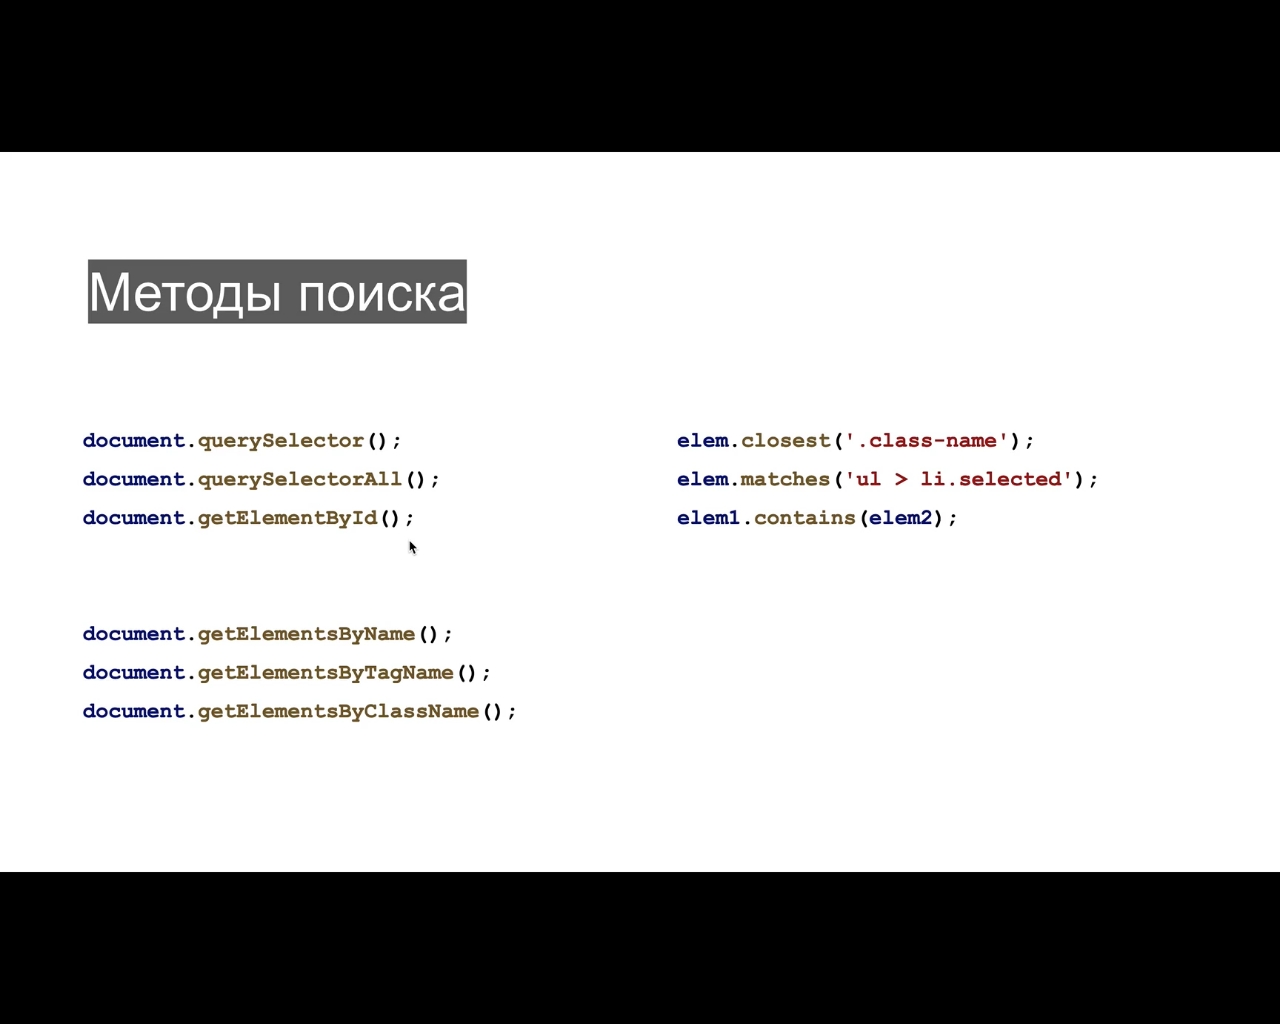 Методы поиска
document.querySelector();
document.querySelectorAll();
document.getElementById();
document.getElementsByName();
document.getElementsByTagName();
document.getElementsByClassName();
elem.closest('.class-name');
elem.matches('ul > li.selected');
elem1.contains(elem2);